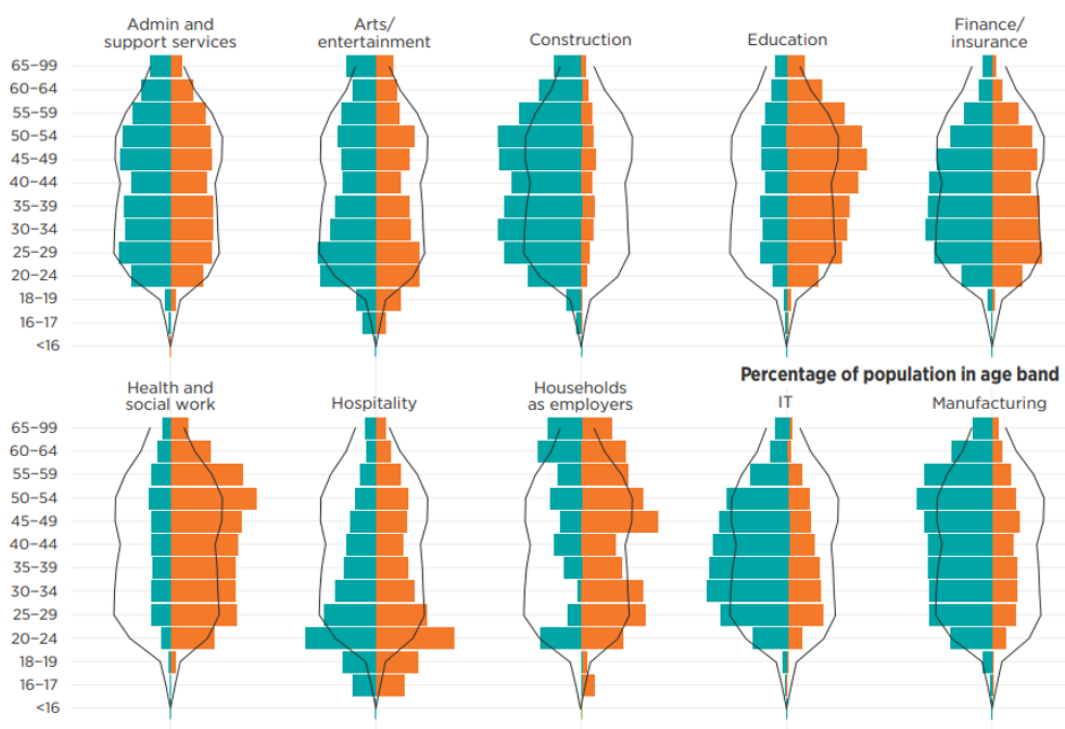 Admin and
support services
Arts/
entertainment
Construction
Education
Finance/
insurance
65–99
60–64
55–59
50–54
45–49
40–44
35–39
30–34
25–29
20–24
18–19
16–17
<16
Percentage of population in age band
Health and
social work
Hospitality
Households
as employers
IT
Manufacturing
65–99
60–64
55–59
50–54
45–49
40–44
35–39
30–34
25–29
20–24
18–19
16–17
<16